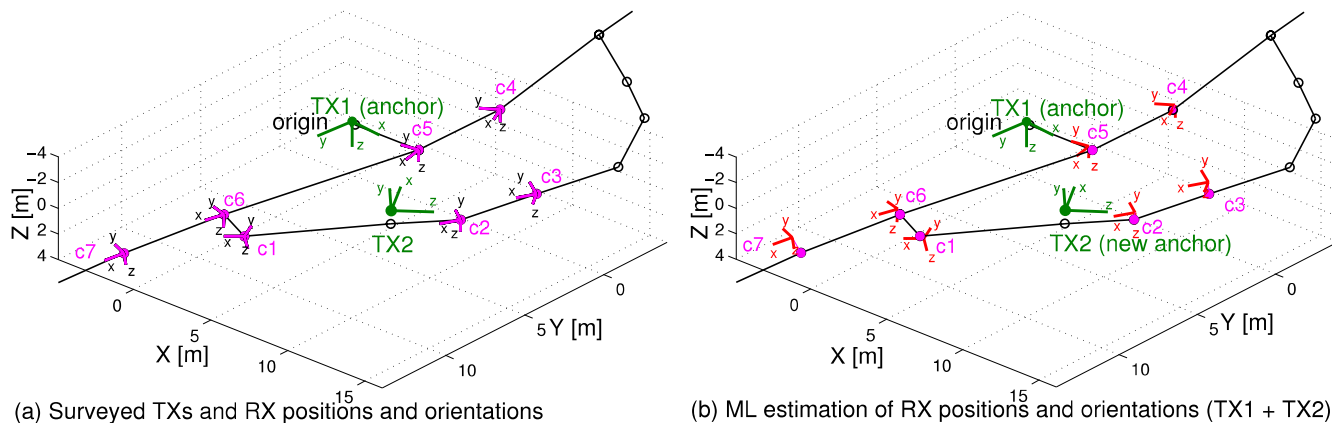 c4
c3
TX1 (anchor)
origin
c5
y
x
z
y
x
z
y
x
z
y
x
z
−4
−2
0
2
4
Z [m]
c6
y
x
z
c7
y
x
z
c1
y
x
z
y
x
z
TX2
c2
y
x
z
0
5
10
15
X [m]
0
5
10
Y [m]
(a) Surveyed TXs and RX positions and orientations
c4
TX1 (anchor)
origin
c5
c3
y
x
z
y
x
z
y
x
z
y
x
z
−4
−2
0
2
4
Z [m]
c6
y
x
z
c7
y
x
z
c1
y
x
z
y
x
z
TX2 (new anchor)
c2
y
x
z
0
5
10
15
X [m]
0
5
10
Y [m]
(b) ML estimation of RX positions and orientations (TX1 + TX2)